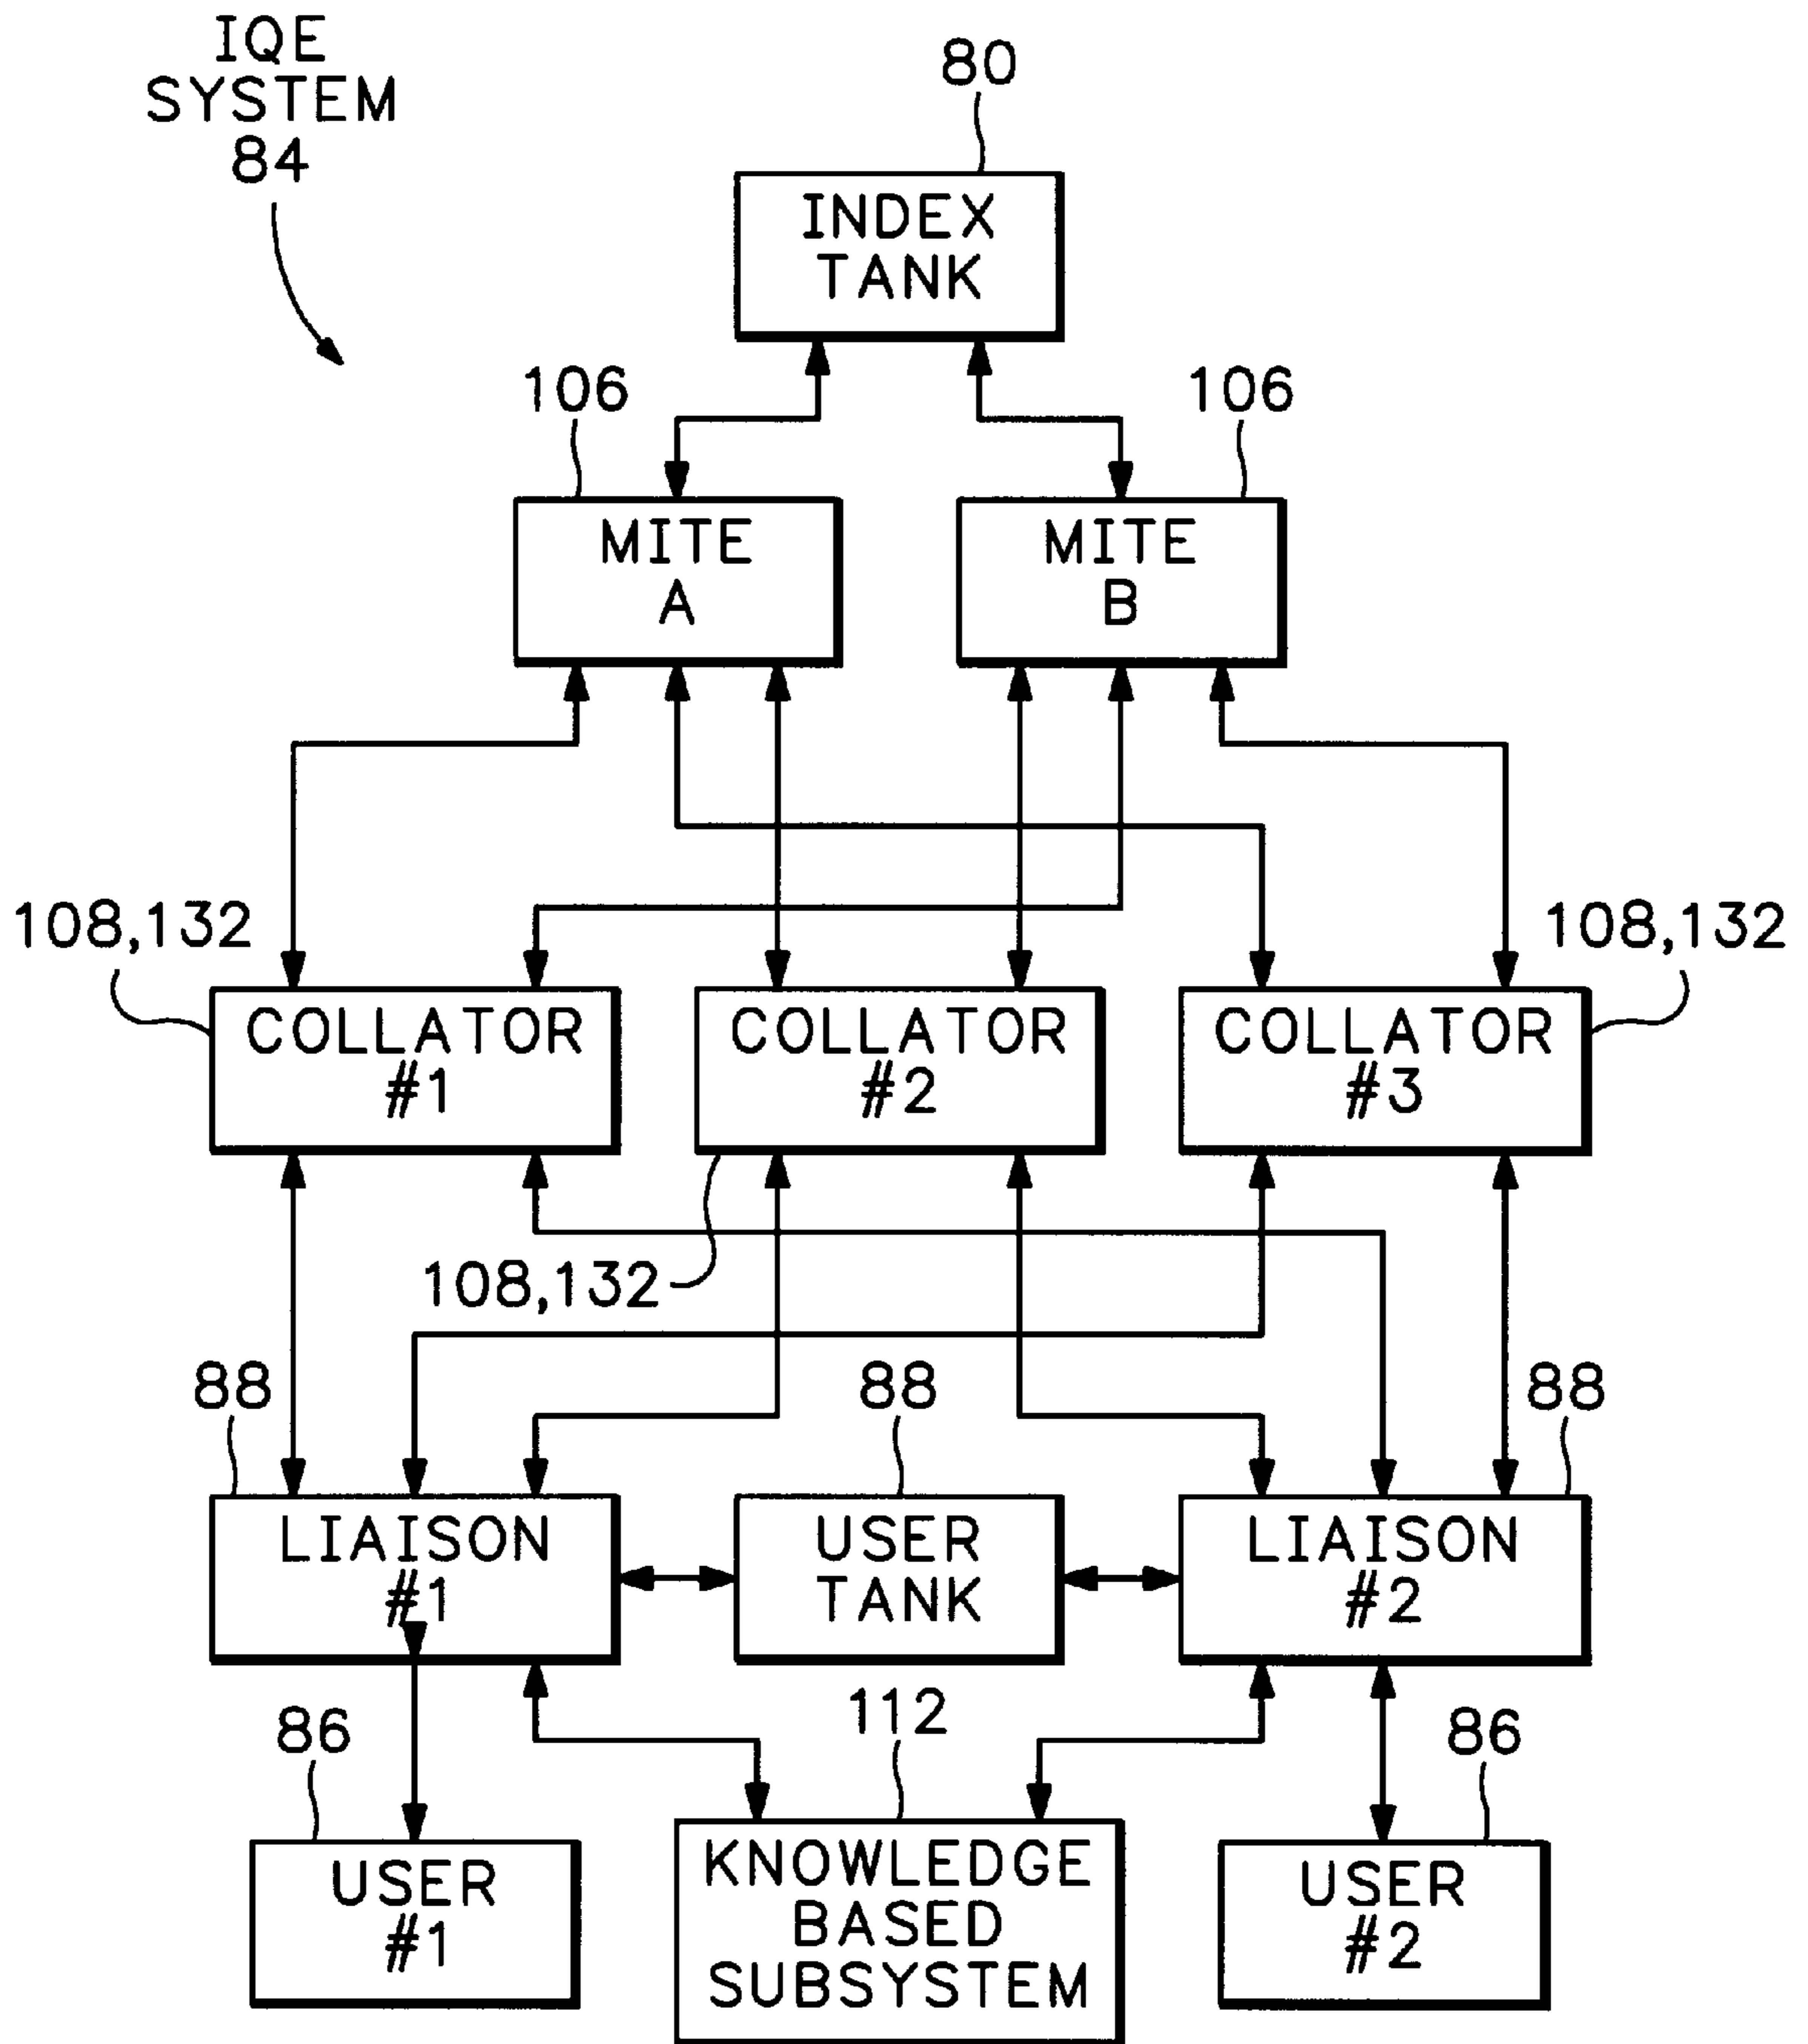 IQE
SYSTEM
84
80
INDEX
TANK
106
106
MITE
A
MITE
B
108,132
108,132
COLLATOR
#1
COLLATOR
#2
COLLATOR
#3
108,132
88
88
88
LIAISON
#1
USER
TANK
LIAISON
#2
86
112
86
USER
#1
KNOWLEDGE
BASED
SUBSYSTEM
USER
#2